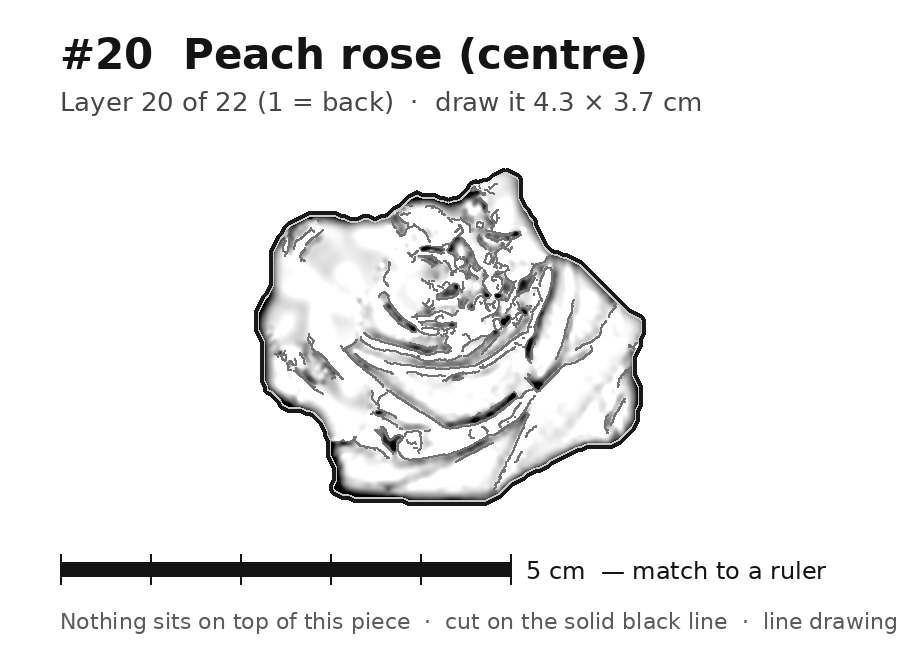 #20 Peach rose (centre)
Layer 20 of 22 (1 = back) · draw it 4.3 × 3.7 cm
5 cm — match to a ruler
Nothing sits on top of this piece · cut on the solid black line · line drawing